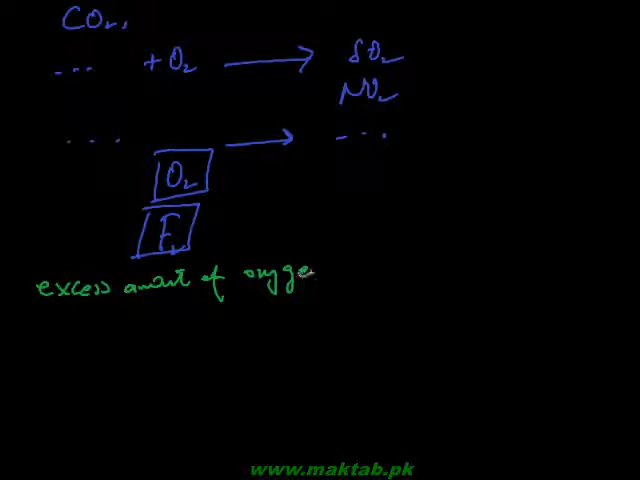 CO₂,
... + O₂ → SO₂
NO₂
... → ...
O₂
F₂
excess amount of oxyge
www.maktab.pk